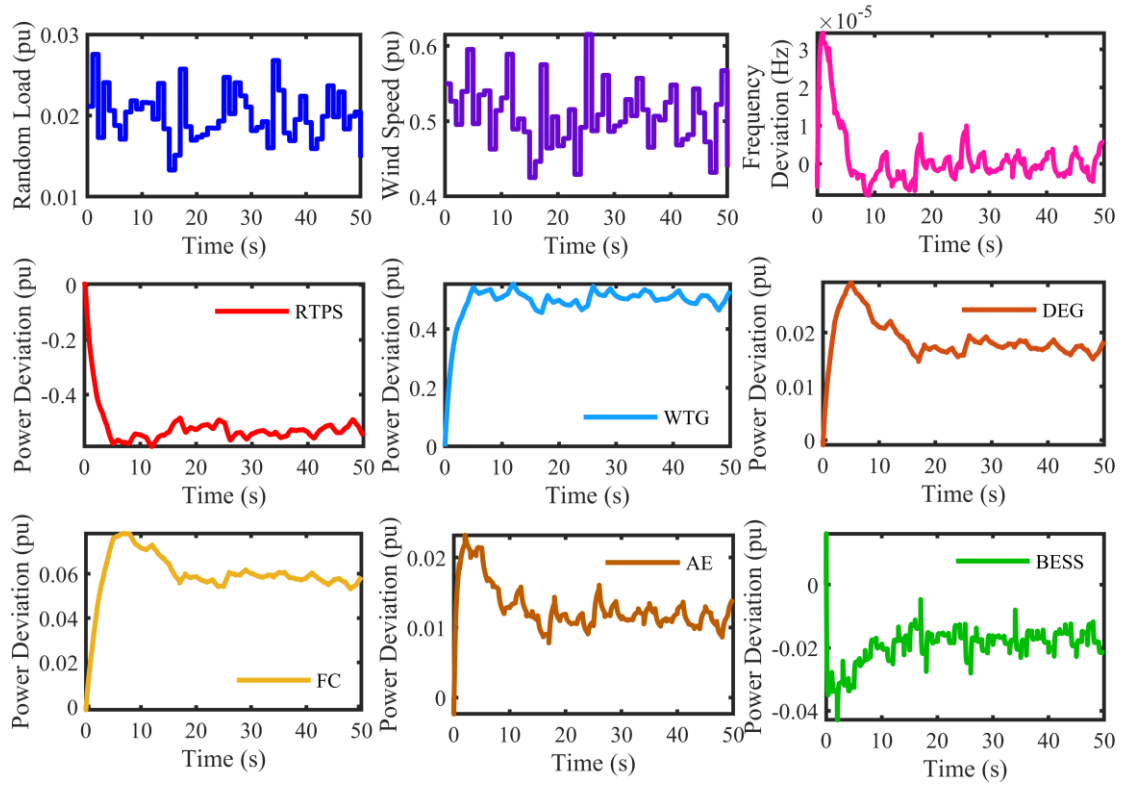 Random Load (pu)
0.03
0.02
0.01
0 10 20 30 40 50
Time (s)
Wind Speed (pu)
0.6
0.5
0.4
0 10 20 30 40 50
Time (s)
Frequency
Deviation (Hz)
×10⁻⁵
3
0
0 10 20 30 40 50
Time (s)
Power Deviation (pu)
0
-0.2
-0.4
RTPS
0 10 20 30 40 50
Time (s)
Power Deviation (pu)
0.4
0.2
0
WTG
0 10 20 30 40 50
Time (s)
Power Deviation (pu)
0.02
0.01
0
DEG
0 10 20 30 40 50
Time (s)
Power Deviation (pu)
0.06
0.04
0.02
0
FC
0 10 20 30 40 50
Time (s)
Power Deviation (pu)
0.02
0.01
0
AE
0 10 20 30 40 50
Time (s)
Power Deviation (pu)
0
-0.02
-0.04
BESS
0 10 20 30 40 50
Time (s)